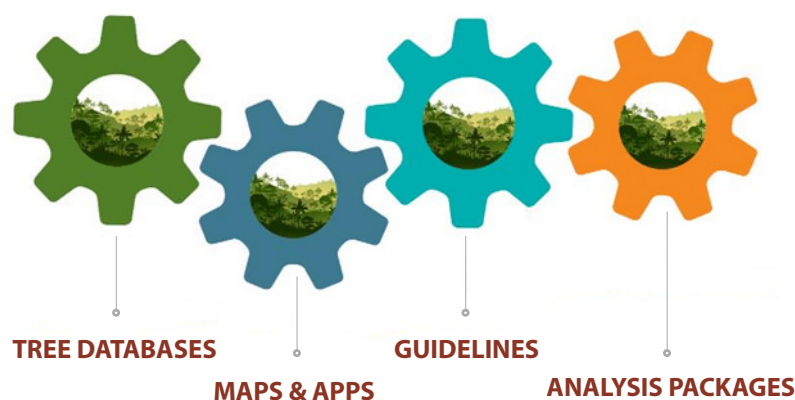 TREE DATABASES
MAPS & APPS
GUIDELINES
ANALYSIS PACKAGES